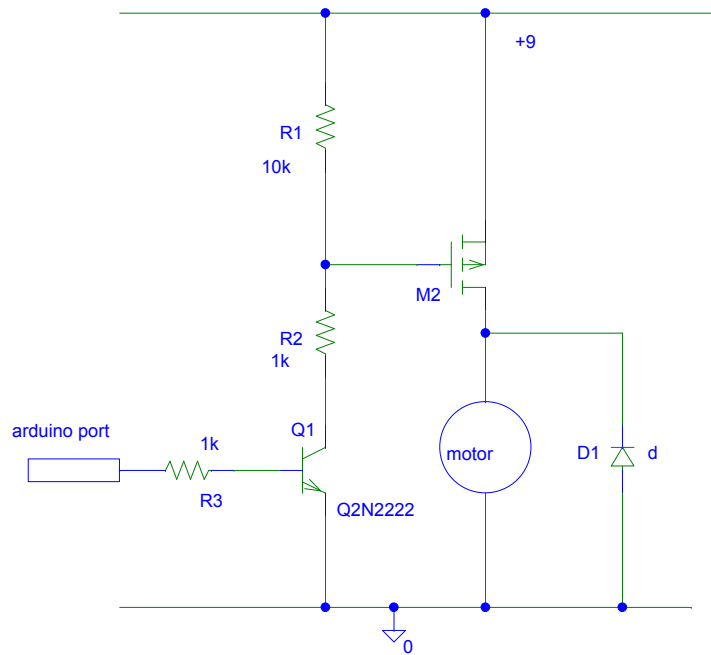 +9
R1
10k
M2
R2
1k
arduino port
1k
Q1
R3
Q2N2222
motor
D1 d
0